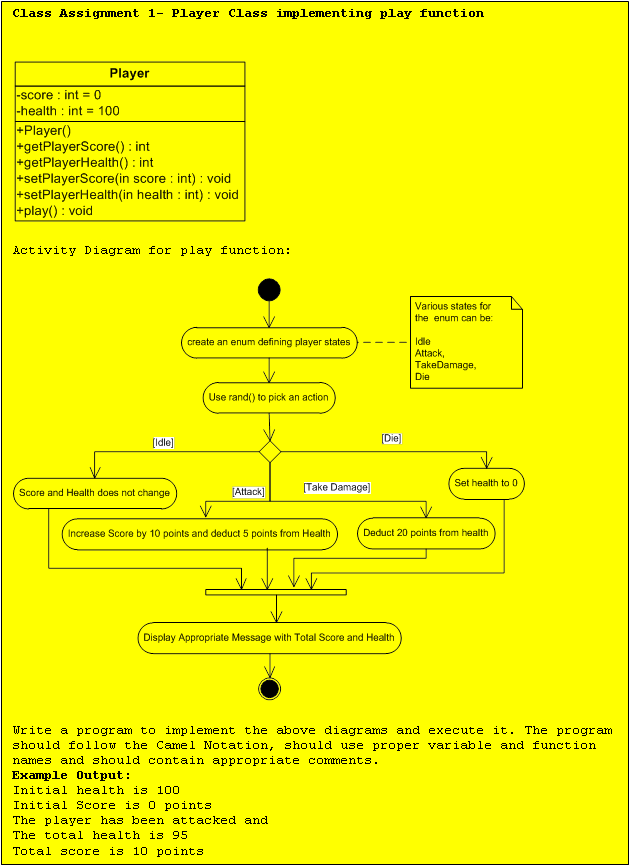 Class Assignment 1- Player Class implementing play function
Player
-score : int = 0
-health : int = 100
+Player()
+getPlayerScore() : int
+getPlayerHealth() : int
+setPlayerScore(in score : int) : void
+setPlayerHealth(in health : int) : void
+play() : void
Activity Diagram for play function:
Various states for
the enum can be:
Idle
Attack,
TakeDamage,
Die
create an enum defining player states
Use rand() to pick an action
[Idle]
[Die]
[Attack]
[Take Damage]
Score and Health does not change
Set health to 0
Increase Score by 10 points and deduct 5 points from Health
Deduct 20 points from health
Display Appropriate Message with Total Score and Health
Write a program to implement the above diagrams and execute it. The program
should follow the Camel Notation, should use proper variable and function
names and should contain appropriate comments.
Example Output:
Initial health is 100
Initial Score is 0 points
The player has been attacked and
The total health is 95
Total score is 10 points